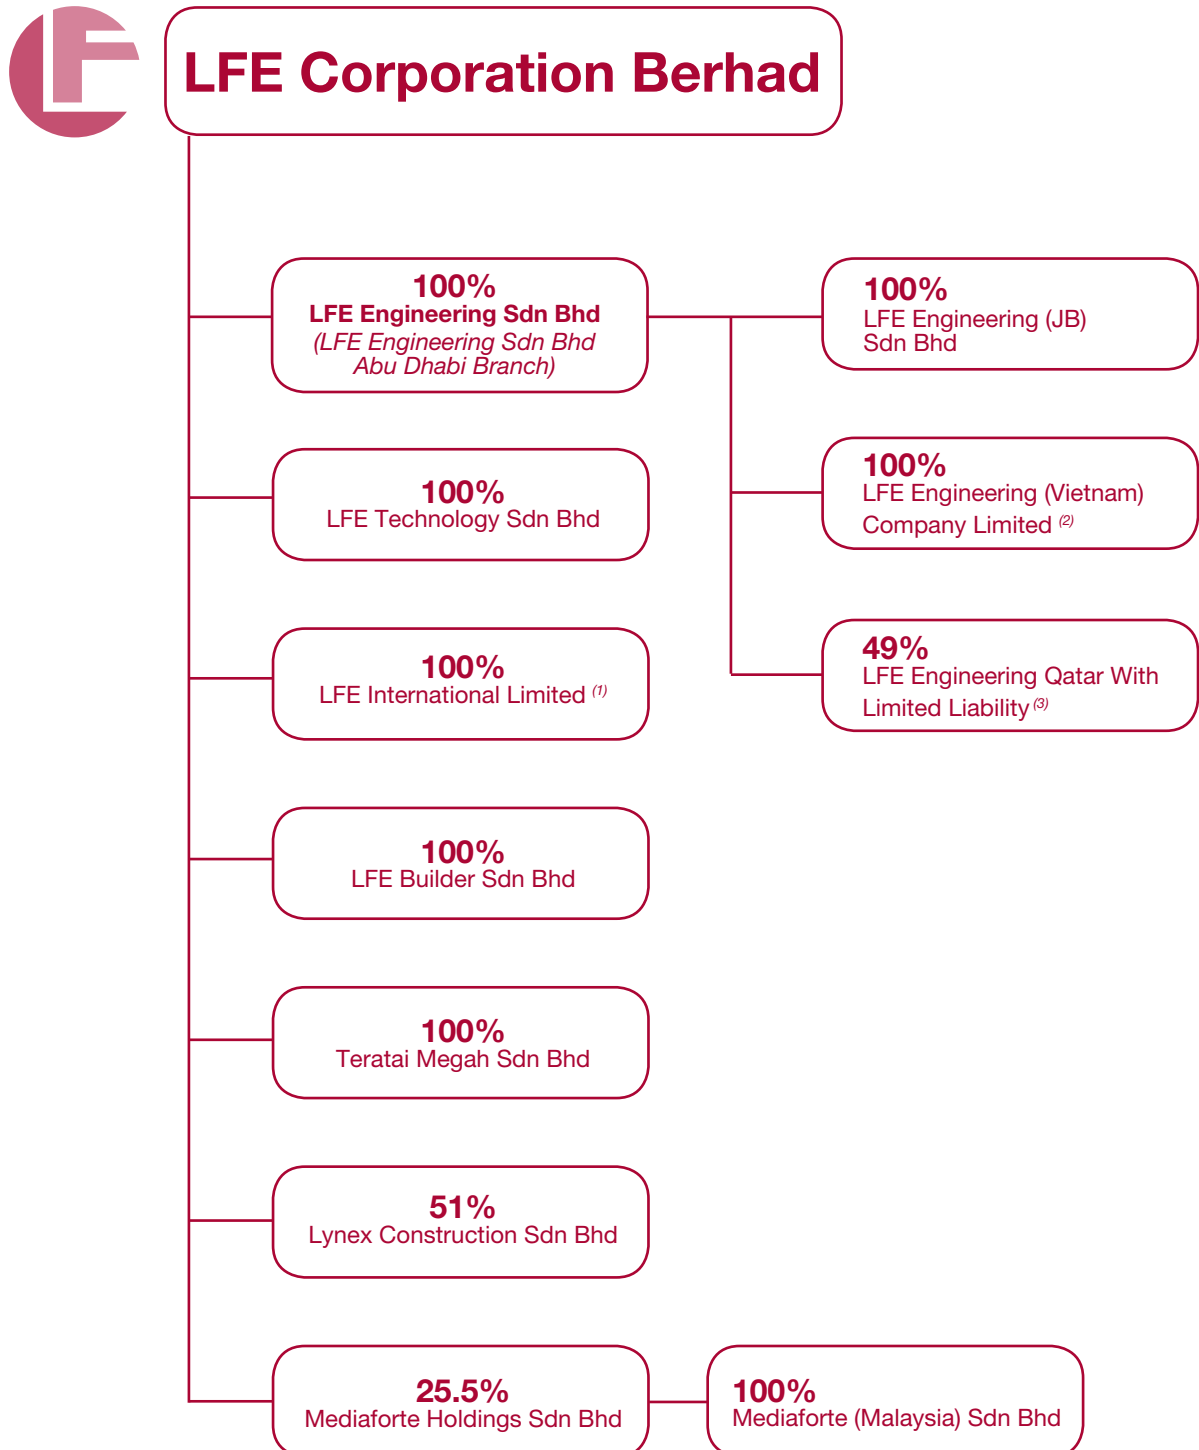 LF
LFE Corporation Berhad
100%
LFE Engineering Sdn Bhd
(LFE Engineering Sdn Bhd
Abu Dhabi Branch)
100%
LFE Engineering (JB)
Sdn Bhd
100%
LFE Technology Sdn Bhd
100%
LFE Engineering (Vietnam)
Company Limited (2)
100%
LFE International Limited (1)
49%
LFE Engineering Qatar With
Limited Liability (3)
100%
LFE Builder Sdn Bhd
100%
Teratai Megah Sdn Bhd
51%
Lynex Construction Sdn Bhd
25.5%
Mediaforte Holdings Sdn Bhd
100%
Mediaforte (Malaysia) Sdn Bhd